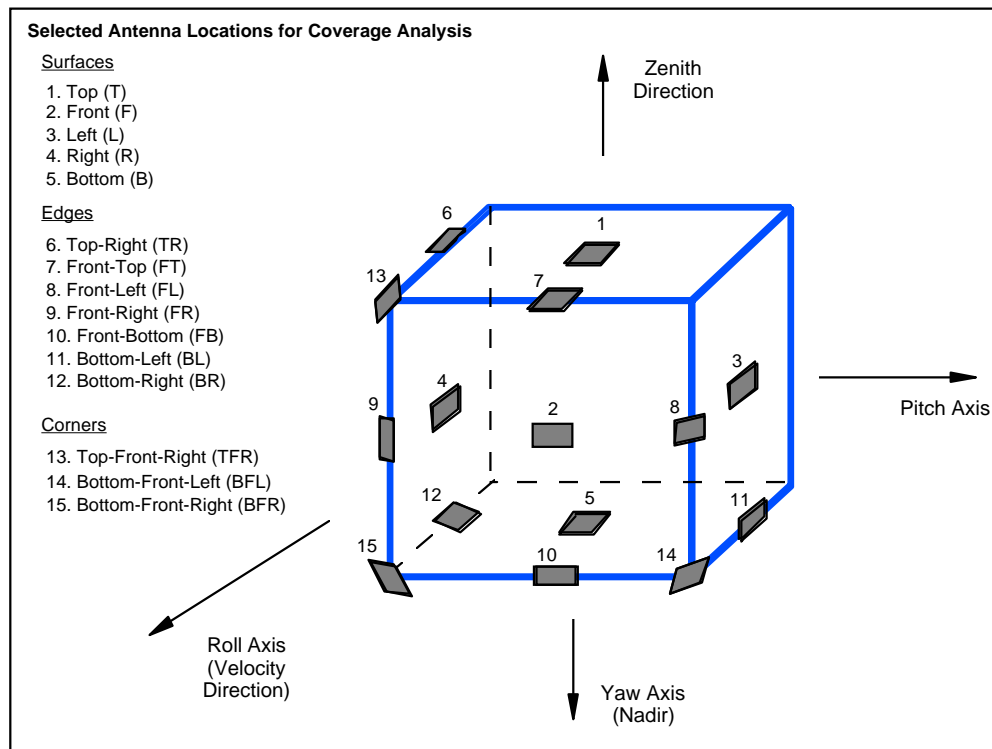 Selected Antenna Locations for Coverage Analysis
Surfaces
1. Top (T)
2. Front (F)
3. Left (L)
4. Right (R)
5. Bottom (B)
Edges
6. Top-Right (TR)
7. Front-Top (FT)
8. Front-Left (FL)
9. Front-Right (FR)
10. Front-Bottom (FB)
11. Bottom-Left (BL)
12. Bottom-Right (BR)
Corners
13. Top-Front-Right (TFR)
14. Bottom-Front-Left (BFL)
15. Bottom-Front-Right (BFR)
Zenith
Direction
6
1
13
7
3
4
9
2
8
Pitch Axis
12
5
11
15
10
14
Roll Axis
(Velocity
Direction)
Yaw Axis
(Nadir)